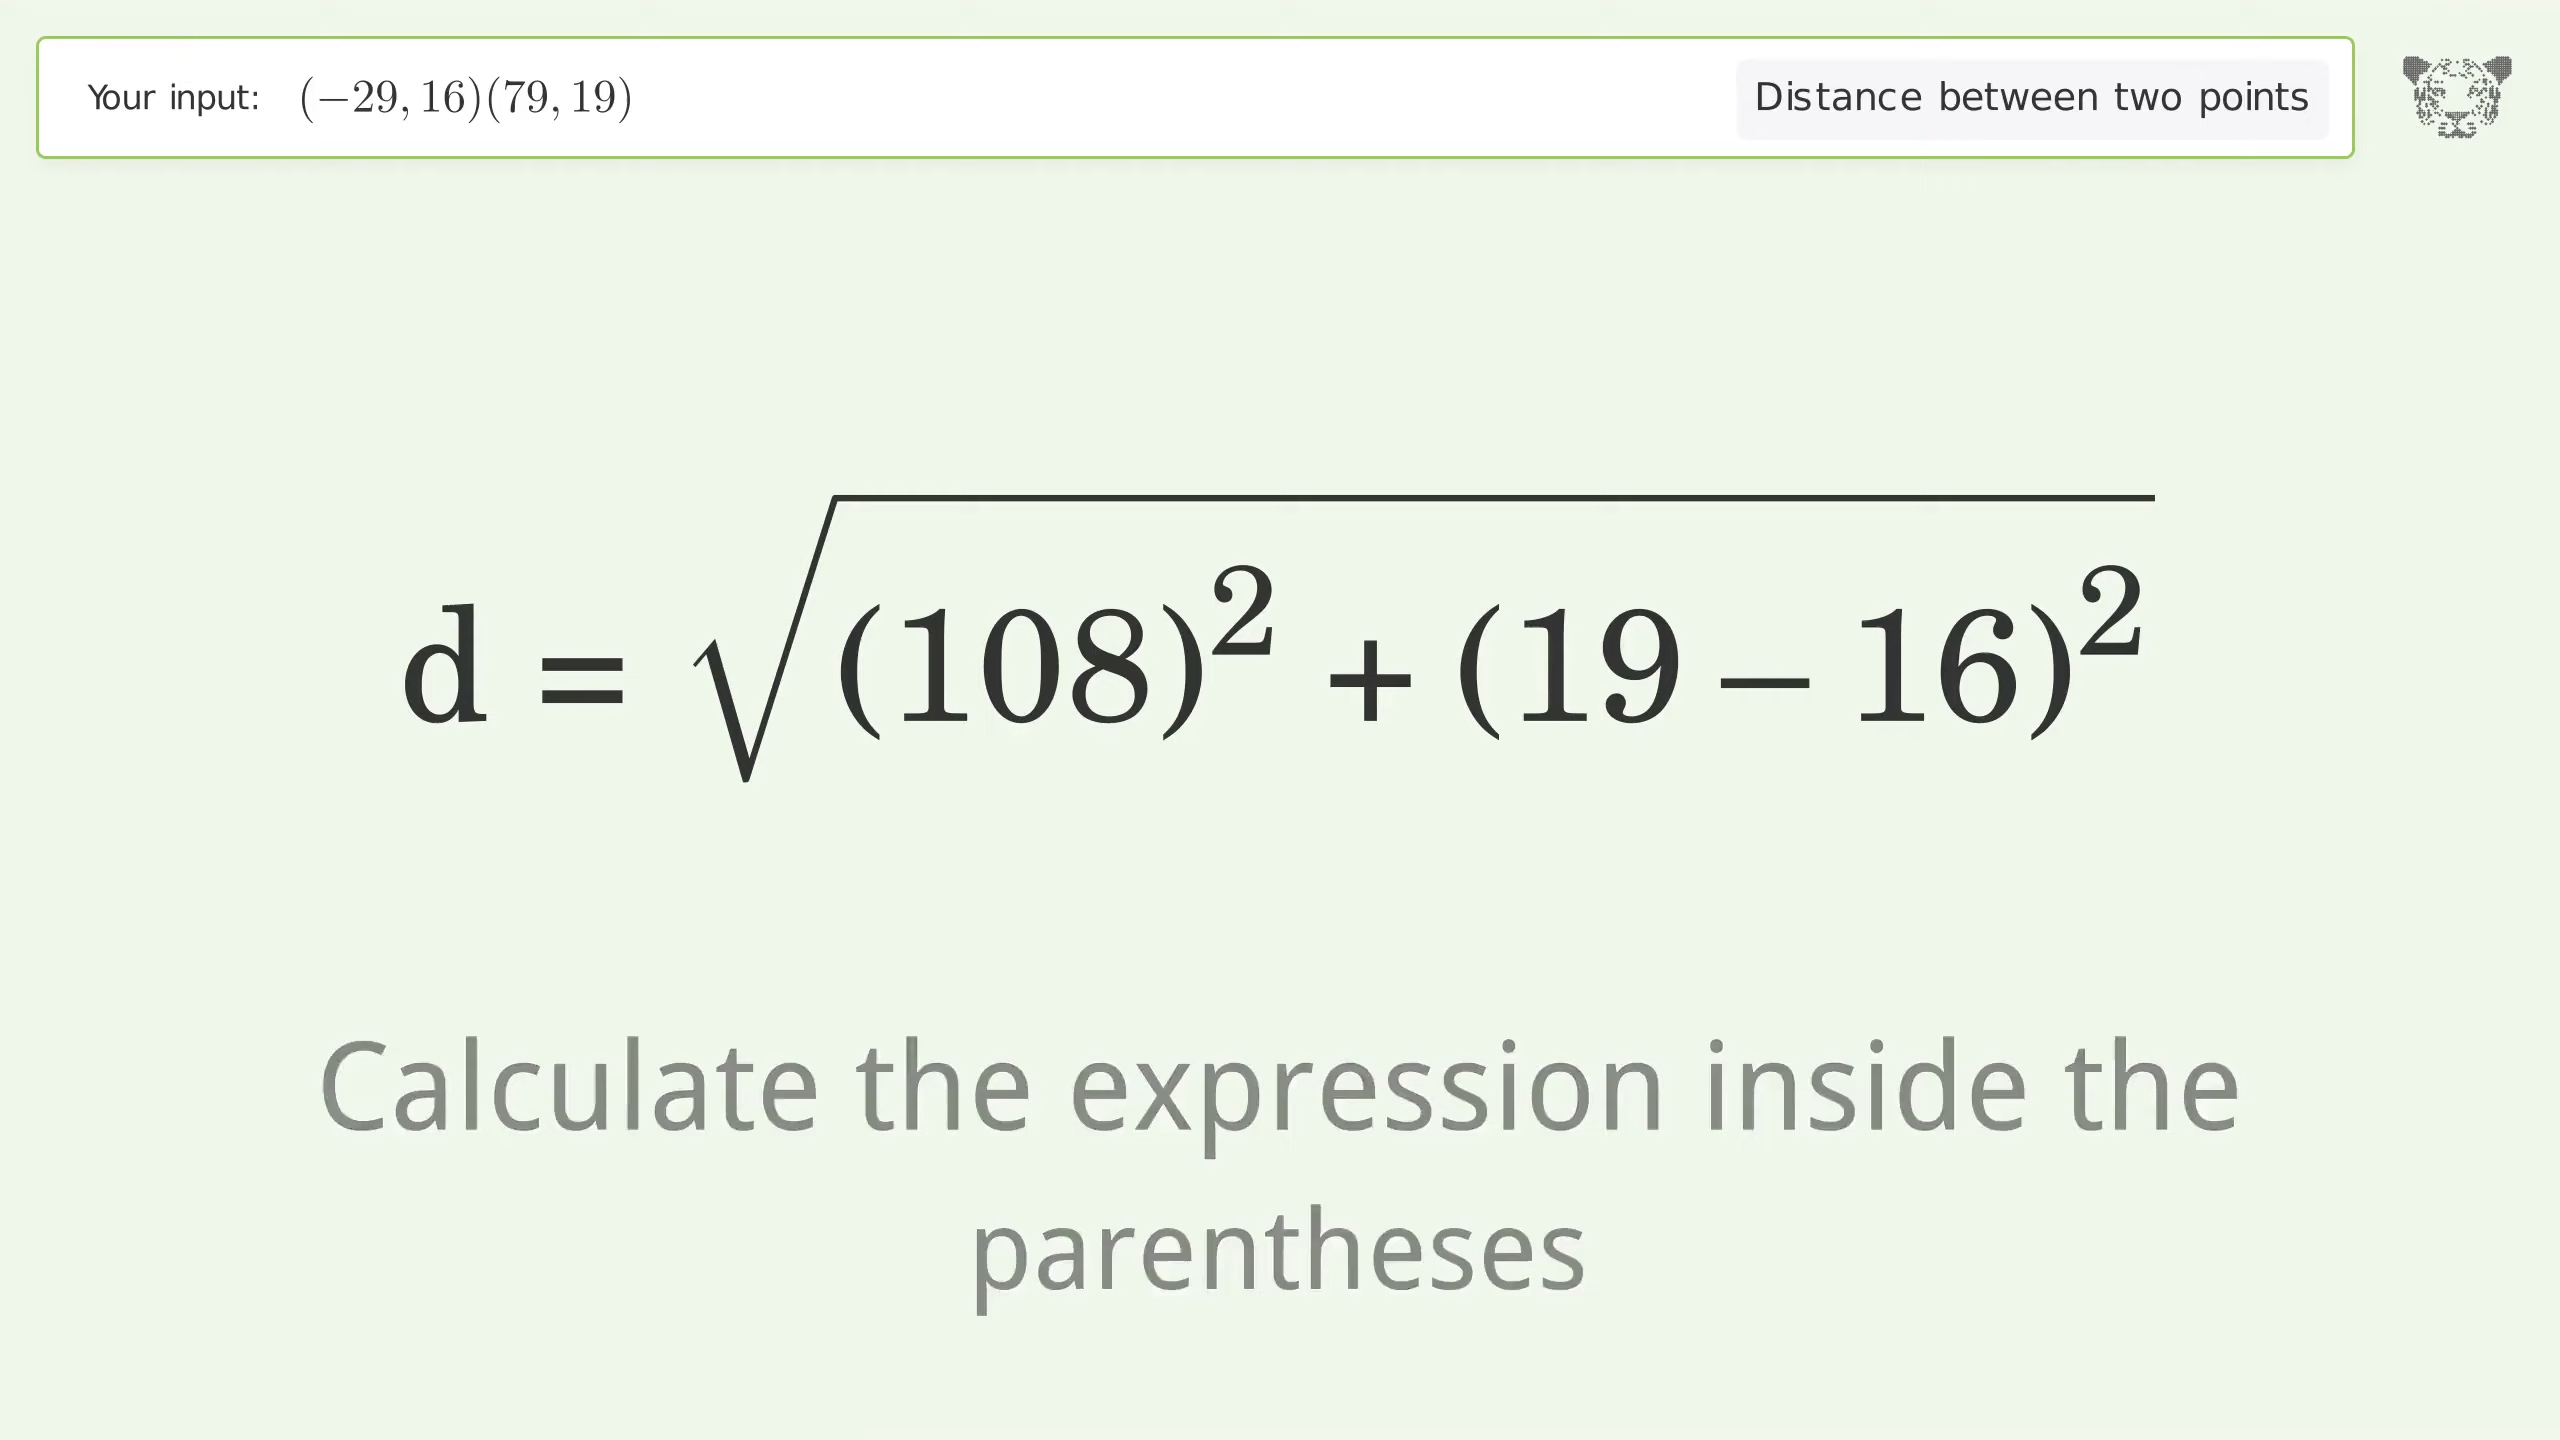 Your input: (−29, 16)(79, 19)
Distance between two points
d = √(108)² + (19 − 16)²
Calculate the expression inside the
parentheses